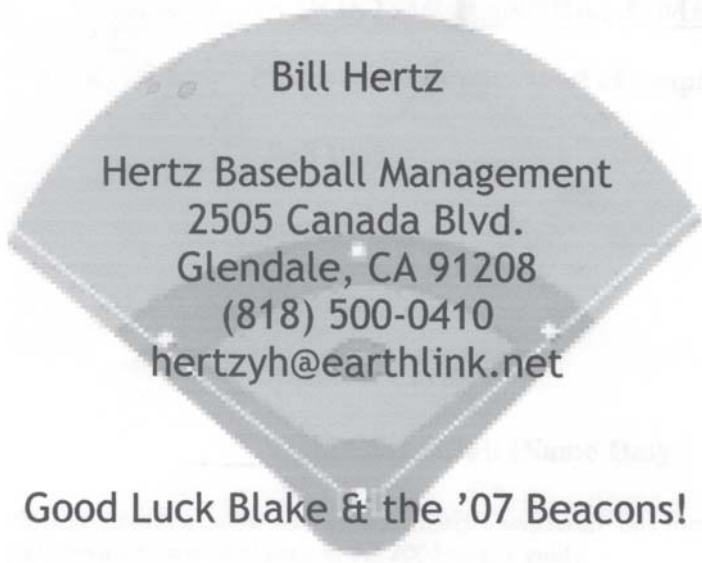 Bill Hertz
Hertz Baseball Management
2505 Canada Blvd.
Glendale, CA 91208
(818) 500-0410
hertzyh@earthlink.net
Good Luck Blake & the ’07 Beacons!